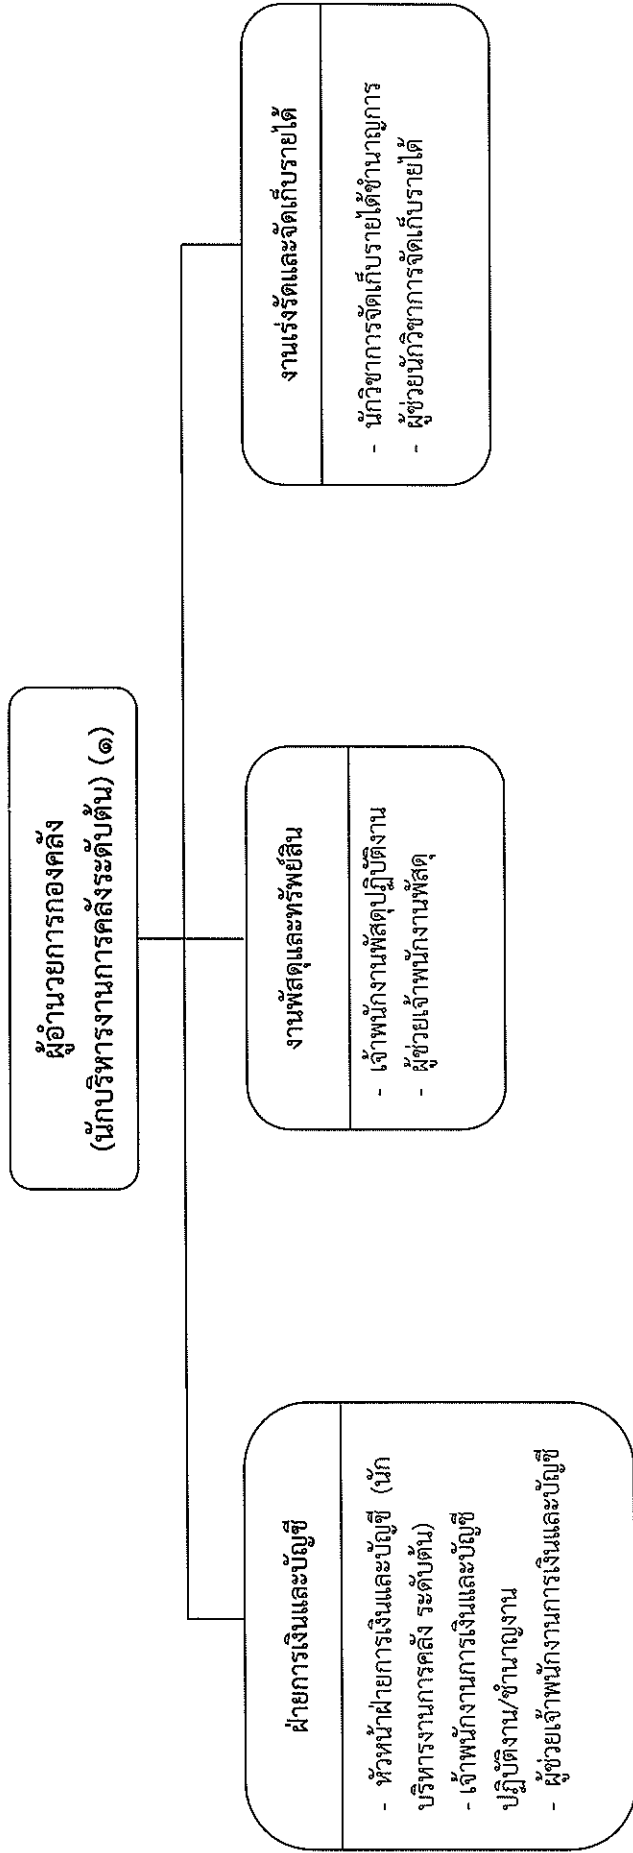 ผู้อำนวยการกองคลัง
(นักบริหารงานการคลังระดับต้น) (๑)
ฝ่ายการเงินและบัญชี
- หัวหน้าฝ่ายการเงินและบัญชี (นัก
บริหารงานการคลัง ระดับต้น)
- เจ้าพนักงานการเงินและบัญชี
ปฏิบัติงาน/ชำนาญงาน
- ผู้ช่วยเจ้าพนักงานการเงินและบัญชี
งานพัสดุและทรัพย์สิน
- เจ้าพนักงานพัสดุปฏิบัติงาน
- ผู้ช่วยเจ้าพนักงานพัสดุ
งานเร่งรัดและจัดเก็บรายได้
- นักวิชาการจัดเก็บรายได้ชำนาญการ
- ผู้ช่วยนักวิชาการจัดเก็บรายได้